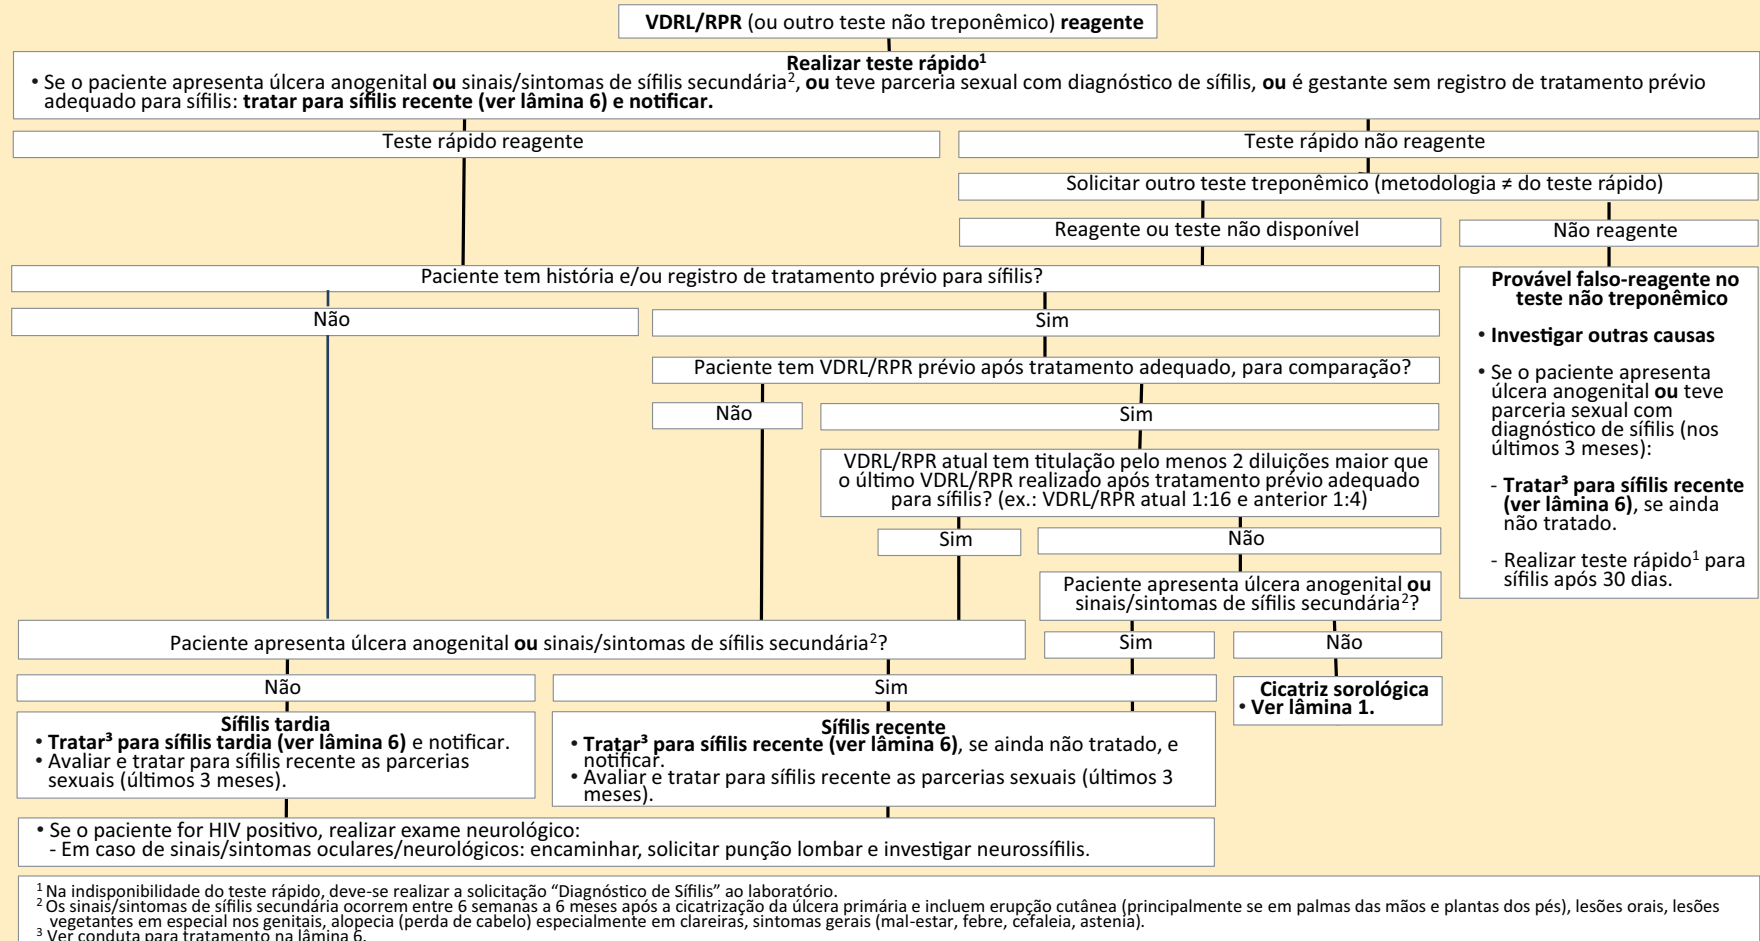 VDRL/RPR (ou outro teste não treponêmico) reagente
Realizar teste rápido¹
• Se o paciente apresenta úlcera anogenital ou sinais/sintomas de sífilis secundária², ou teve parceria sexual com diagnóstico de sífilis, ou é gestante sem registro de tratamento prévio
adequado para sífilis: tratar para sífilis recente (ver lâmina 6) e notificar.
Teste rápido reagente
Teste rápido não reagente
Solicitar outro teste treponêmico (metodologia ≠ do teste rápido)
Reagente ou teste não disponível
Não reagente
Paciente tem história e/ou registro de tratamento prévio para sífilis?
Não
Sim
Paciente tem VDRL/RPR prévio após tratamento adequado, para comparação?
Não
Sim
VDRL/RPR atual tem titulação pelo menos 2 diluições maior que
o último VDRL/RPR realizado após tratamento prévio adequado
para sífilis? (ex.: VDRL/RPR atual 1:16 e anterior 1:4)
Sim
Não
Paciente apresenta úlcera anogenital ou
sinais/sintomas de sífilis secundária²?
Sim
Não
Cicatriz sorológica
• Ver lâmina 1.
Provável falso-reagente no
teste não treponêmico
• Investigar outras causas
• Se o paciente apresenta
úlcera anogenital ou teve
parceria sexual com
diagnóstico de sífilis (nos
últimos 3 meses):
- Tratar³ para sífilis recente
(ver lâmina 6), se ainda
não tratado.
- Realizar teste rápido¹ para
sífilis após 30 dias.
Paciente apresenta úlcera anogenital ou sinais/sintomas de sífilis secundária²?
Não
Sim
Sífilis tardia
• Tratar³ para sífilis tardia (ver lâmina 6) e notificar.
• Avaliar e tratar para sífilis recente as parcerias
sexuais (últimos 3 meses).
Sífilis recente
• Tratar³ para sífilis recente (ver lâmina 6), se ainda não tratado, e
notificar.
• Avaliar e tratar para sífilis recente as parcerias sexuais (últimos 3
meses).
• Se o paciente for HIV positivo, realizar exame neurológico:
- Em caso de sinais/sintomas oculares/neurológicos: encaminhar, solicitar punção lombar e investigar neurossífilis.
¹ Na indisponibilidade do teste rápido, deve-se realizar a solicitação “Diagnóstico de Sífilis” ao laboratório.
² Os sinais/sintomas de sífilis secundária ocorrem entre 6 semanas a 6 meses após a cicatrização da úlcera primária e incluem erupção cutânea (principalmente se em palmas das mãos e plantas dos pés), lesões orais, lesões
vegetantes em especial nos genitais, alopecia (perda de cabelo) especialmente em clareiras, sintomas gerais (mal-estar, febre, cefaleia, astenia).
³ Ver conduta para tratamento na lâmina 6.